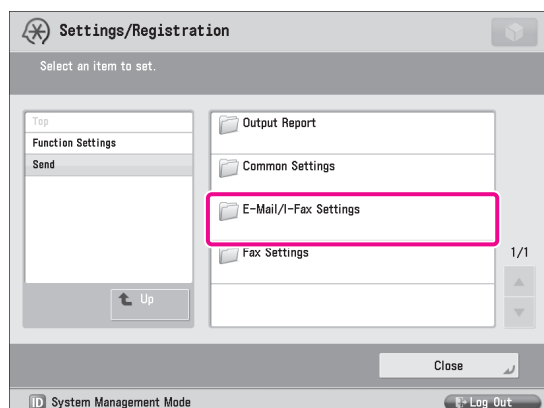 Settings/Registration
Select an item to set.
Top
Function Settings
Send
Up
Output Report
Common Settings
E-Mail/I-Fax Settings
Fax Settings
1/1
Close
ID System Management Mode
Log Out